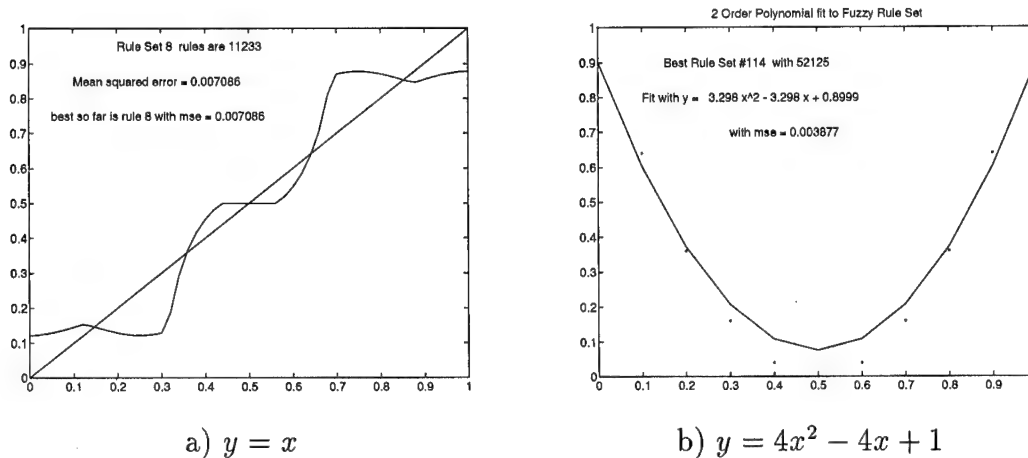 Rule Set 8 rules are 11233
Mean squared error = 0.007086
best so far is rule 8 with mse = 0.007086
1
0.9
0.8
0.7
0.6
0.5
0.4
0.3
0.2
0.1
0
0 0.1 0.2 0.3 0.4 0.5 0.6 0.7 0.8 0.9 1
a) y = x
2 Order Polynomial fit to Fuzzy Rule Set
Best Rule Set #114 with 52125
Fit with y = 3.298 x^2 - 3.298 x + 0.8999
with mse = 0.003877
1
0.9
0.8
0.7
0.6
0.5
0.4
0.3
0.2
0.1
0
0 0.1 0.2 0.3 0.4 0.5 0.6 0.7 0.8 0.9
b) y = 4x² − 4x + 1